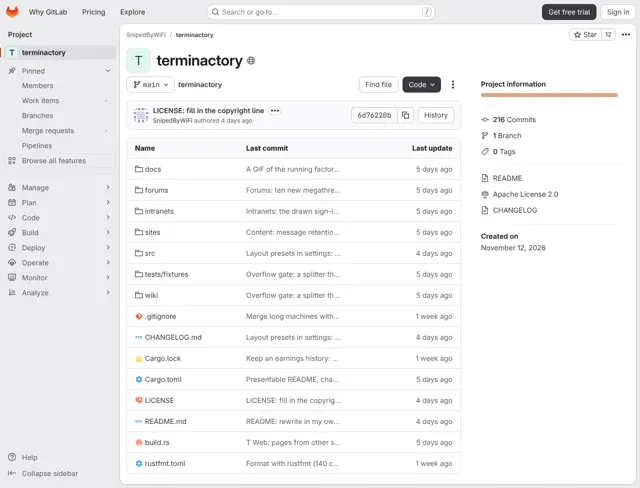 Why GitLab Pricing Explore Search or go to... / Get free trial Sign in
Project
T terminactory
Pinned
Members
Work items -
Branches
Merge requests -
Pipelines
Browse all features
Manage
Plan
Code
Build
Deploy
Operate
Monitor
Analyze
Help
Collapse sidebar
SnipedByWiFi / terminactory
Star 12
T terminactory
main terminactory Find file Code
LICENSE: fill in the copyright line
SnipedByWiFi authored 4 days ago
6d76220b History
Name Last commit Last update
docs A GIF of the running factor... 5 days ago
forums Forums: ten new megathre... 5 days ago
intranets Intranets: the drawn sign-i... 5 days ago
sites Content: message retentio... 5 days ago
src Layout presets in settings: ... 4 days ago
tests/fixtures Overflow gate: a splitter th... 5 days ago
wiki Overflow gate: a splitter th... 5 days ago
.gitignore Merge long machines with... 1 week ago
CHANGELOG.md Layout presets in settings: ... 4 days ago
Cargo.lock Keep an earnings history: ... 1 week ago
Cargo.toml Presentable README, cha... 5 days ago
LICENSE LICENSE: fill in the copyrig... 4 days ago
README.md README: rewrite in my ow... 4 days ago
build.rs T Web: pages from other s... 5 days ago
rustfmt.toml Format with rustfmt (140 c... 1 week ago
Project information
216 Commits
1 Branch
0 Tags
README
Apache License 2.0
CHANGELOG
Created on
November 12, 2026